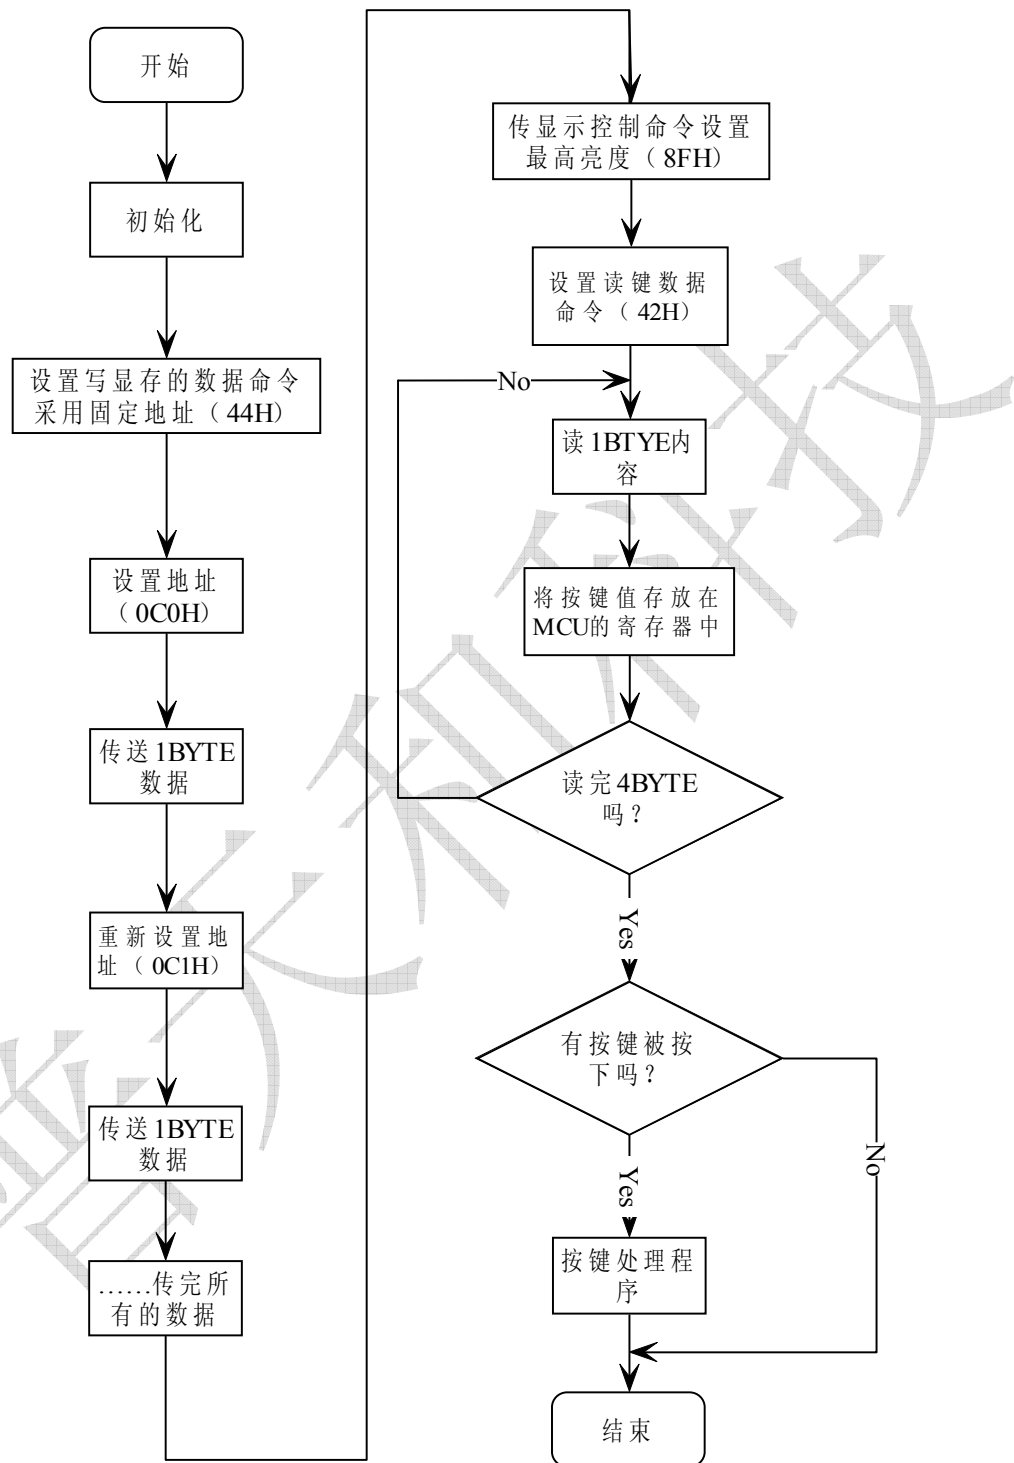 开始
初始化
设置写显存的数据命令
采用固定地址（44H）
设置地址
（0C0H）
传送1BYTE
数据
重新设置地
址（0C1H）
传送1BYTE
数据
……传完所
有的数据
传显示控制命令设置
最高亮度（8FH）
设置读键数据
命令（42H）
No
读1BTYE内
容
将按键值存放在
MCU的寄存器中
读完4BYTE
吗？
Yes
有按键被按
下吗？
No
Yes
按键处理程
序
结束
普天和科技